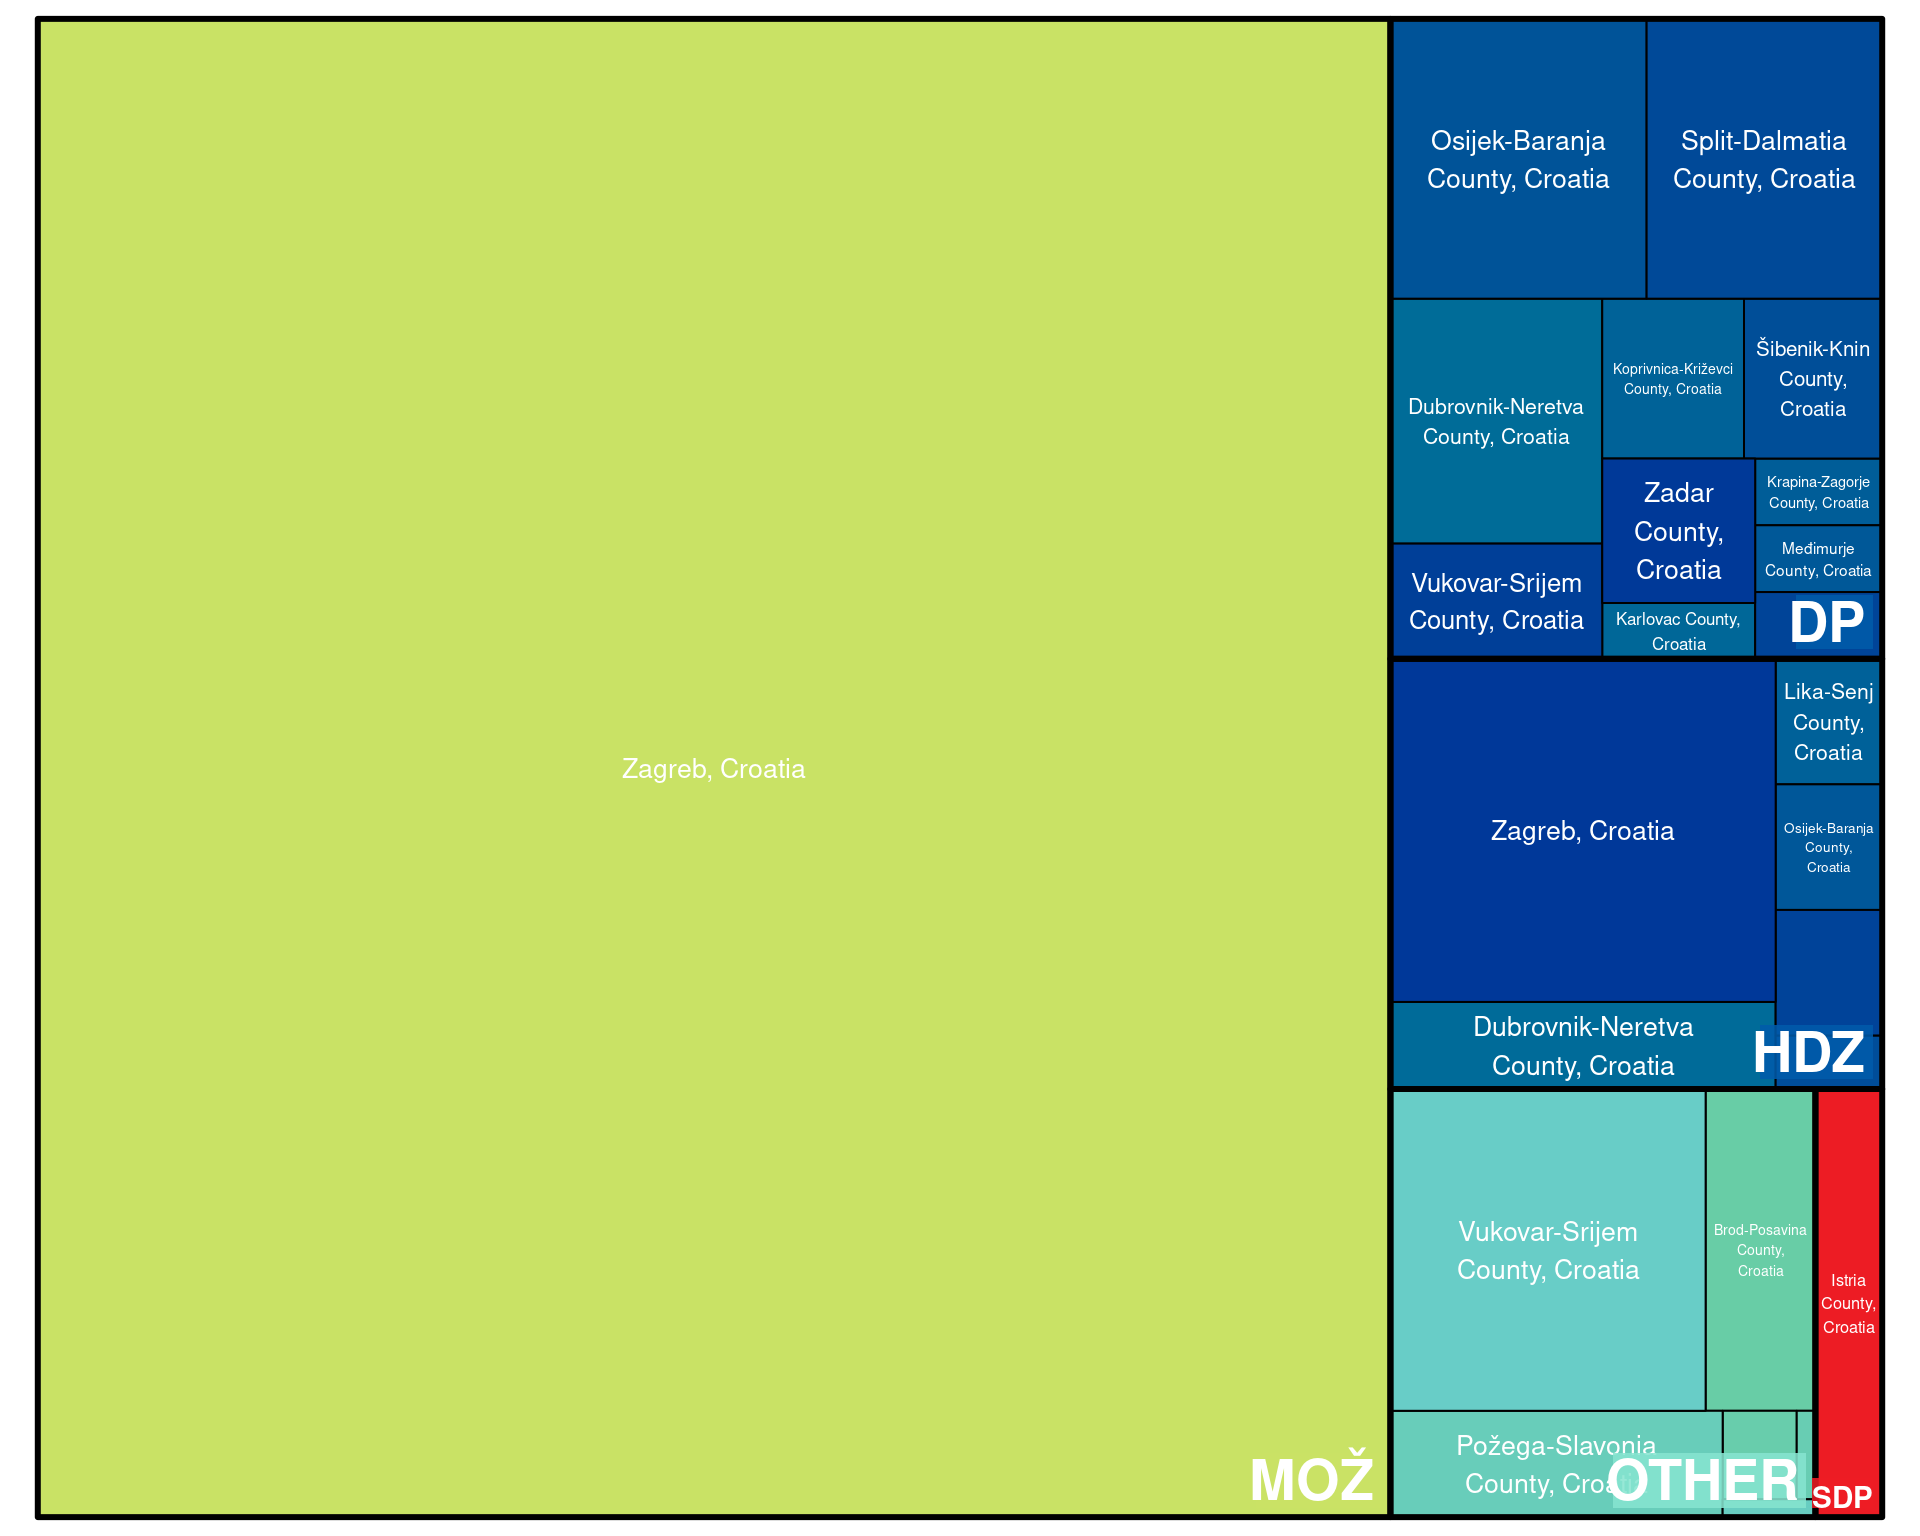 Zagreb, Croatia
MOŽ
Osijek-Baranja
County, Croatia
Split-Dalmatia
County, Croatia
Dubrovnik-Neretva
County, Croatia
Koprivnica-Križevci
County, Croatia
Šibenik-Knin
County,
Croatia
Zadar
County,
Croatia
Krapina-Zagorje
County, Croatia
Međimurje
County, Croatia
Vukovar-Srijem
County, Croatia
Karlovac County,
Croatia
DP
Zagreb, Croatia
Lika-Senj
County,
Croatia
Osijek-Baranja
County,
Croatia
Dubrovnik-Neretva
County, Croatia
HDZ
Vukovar-Srijem
County, Croatia
Brod-Posavina
County,
Croatia
Požega-Slavonia
County, Croatia
OTHER
Istria
County,
Croatia
SDP